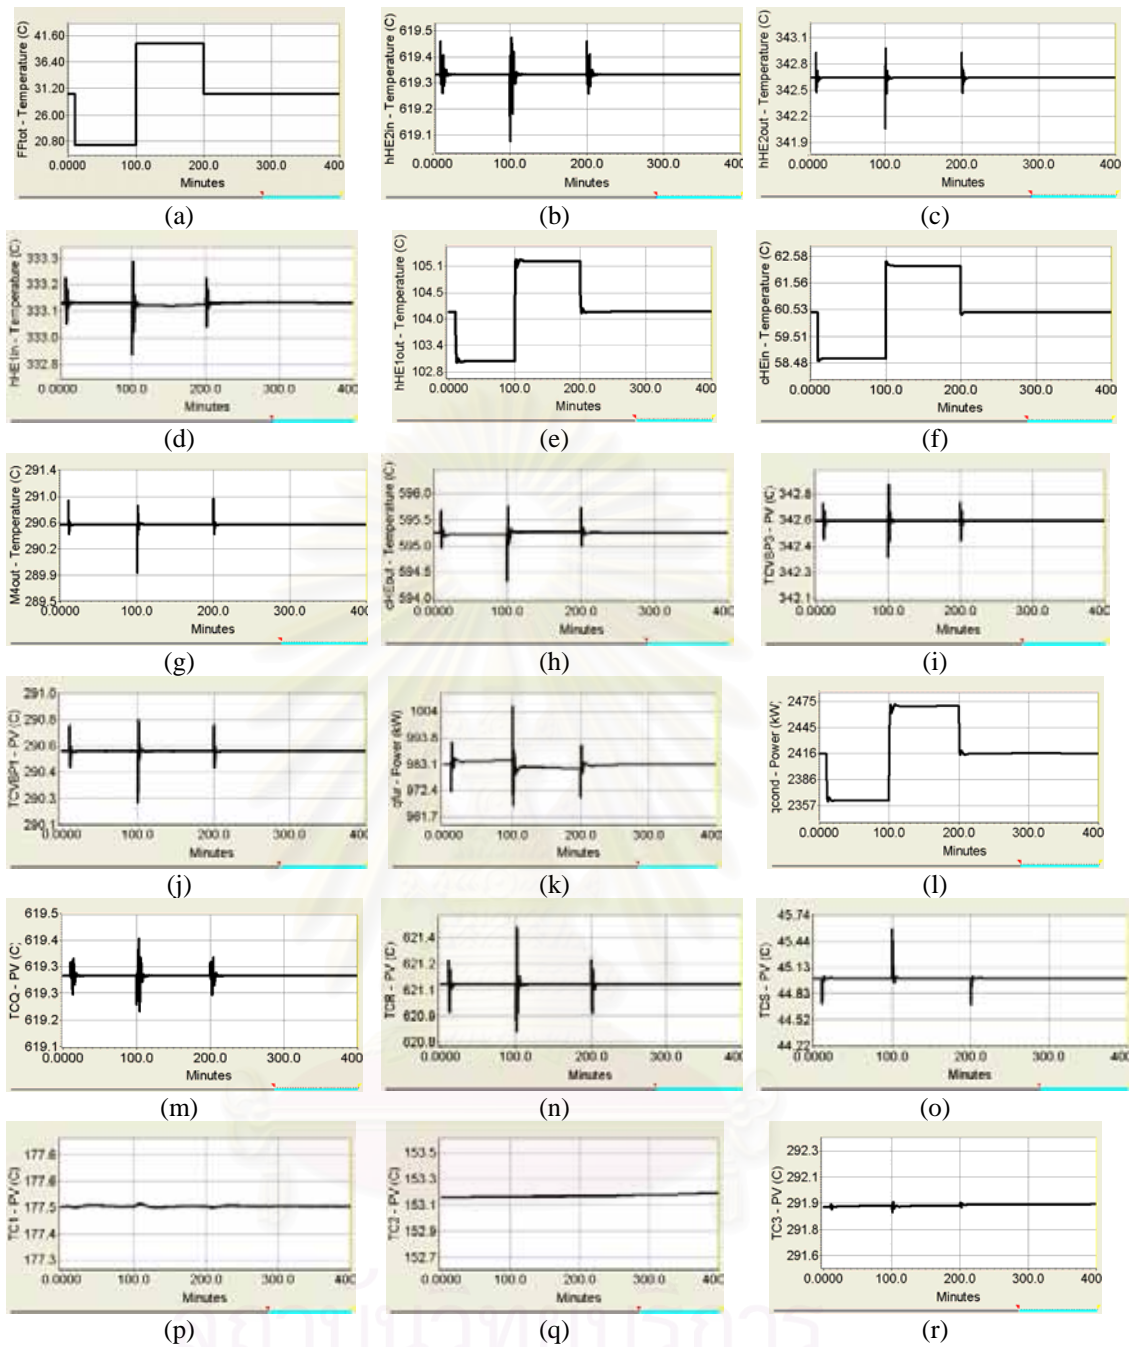 FFtot - Temperature (C)
41.60
36.40
31.20
26.00
20.80
0.0000 100.0 200.0 300.0 400
Minutes
(a)
hHE2in - Temperature (C)
619.5
619.4
619.3
619.2
619.1
0.0000 100.0 200.0 300.0 400
Minutes
(b)
hHE2out - Temperature (C)
343.1
342.8
342.5
342.2
341.9
0.0000 100.0 200.0 300.0 400
Minutes
(c)
hHE1in - Temperature (C)
333.3
333.2
333.1
333.0
332.8
0.0000 100.0 200.0 300.0 400
Minutes
(d)
hHE1out - Temperature (C)
105.1
104.5
104.0
103.4
102.8
0.0000 100.0 200.0 300.0 400
Minutes
(e)
cHEin - Temperature (C)
62.58
61.56
60.53
59.51
58.48
0.0000 100.0 200.0 300.0 400
Minutes
(f)
M4out - Temperature (C)
291.4
291.0
290.6
290.2
289.9
289.5
0.0000 100.0 200.0 300.0 400
Minutes
(g)
cHEout - Temperature (C)
596.0
595.5
595.0
594.5
594.0
0.0000 100.0 200.0 300.0 400
Minutes
(h)
TCVBP3 - PV (C)
342.8
342.6
342.4
342.3
342.1
0.0000 100.0 200.0 300.0 400
Minutes
(i)
TCVBP1 - PV (C)
291.0
290.8
290.6
290.4
290.3
290.1
0.0000 100.0 200.0 300.0 400
Minutes
(j)
qfur - Power (kW)
1004
993.8
983.1
972.4
961.7
0.0000 100.0 200.0 300.0 400
Minutes
(k)
qcond - Power (kW)
2475
2445
2416
2386
2357
0.0000 100.0 200.0 300.0 400
Minutes
(l)
TCQ - PV (C)
619.5
619.4
619.3
619.3
619.2
619.1
0.0000 100.0 200.0 300.0 400
Minutes
(m)
TCR - PV (C)
621.4
621.2
621.1
620.9
620.8
0.0000 100.0 200.0 300.0 400
Minutes
(n)
TCS - PV (C)
45.74
45.44
45.13
44.83
44.52
44.22
0.0000 100.0 200.0 300.0 400
Minutes
(o)
TC1 - PV (C)
177.6
177.6
177.5
177.4
177.3
0.0000 100.0 200.0 300.0 400
Minutes
(p)
TC2 - PV (C)
153.5
153.3
153.1
152.9
152.7
0.0000 100.0 200.0 300.0 400
Minutes
(q)
TC3 - PV (C)
292.3
292.1
291.9
291.8
291.6
0.0000 100.0 200.0 300.0 400
Minutes
(r)